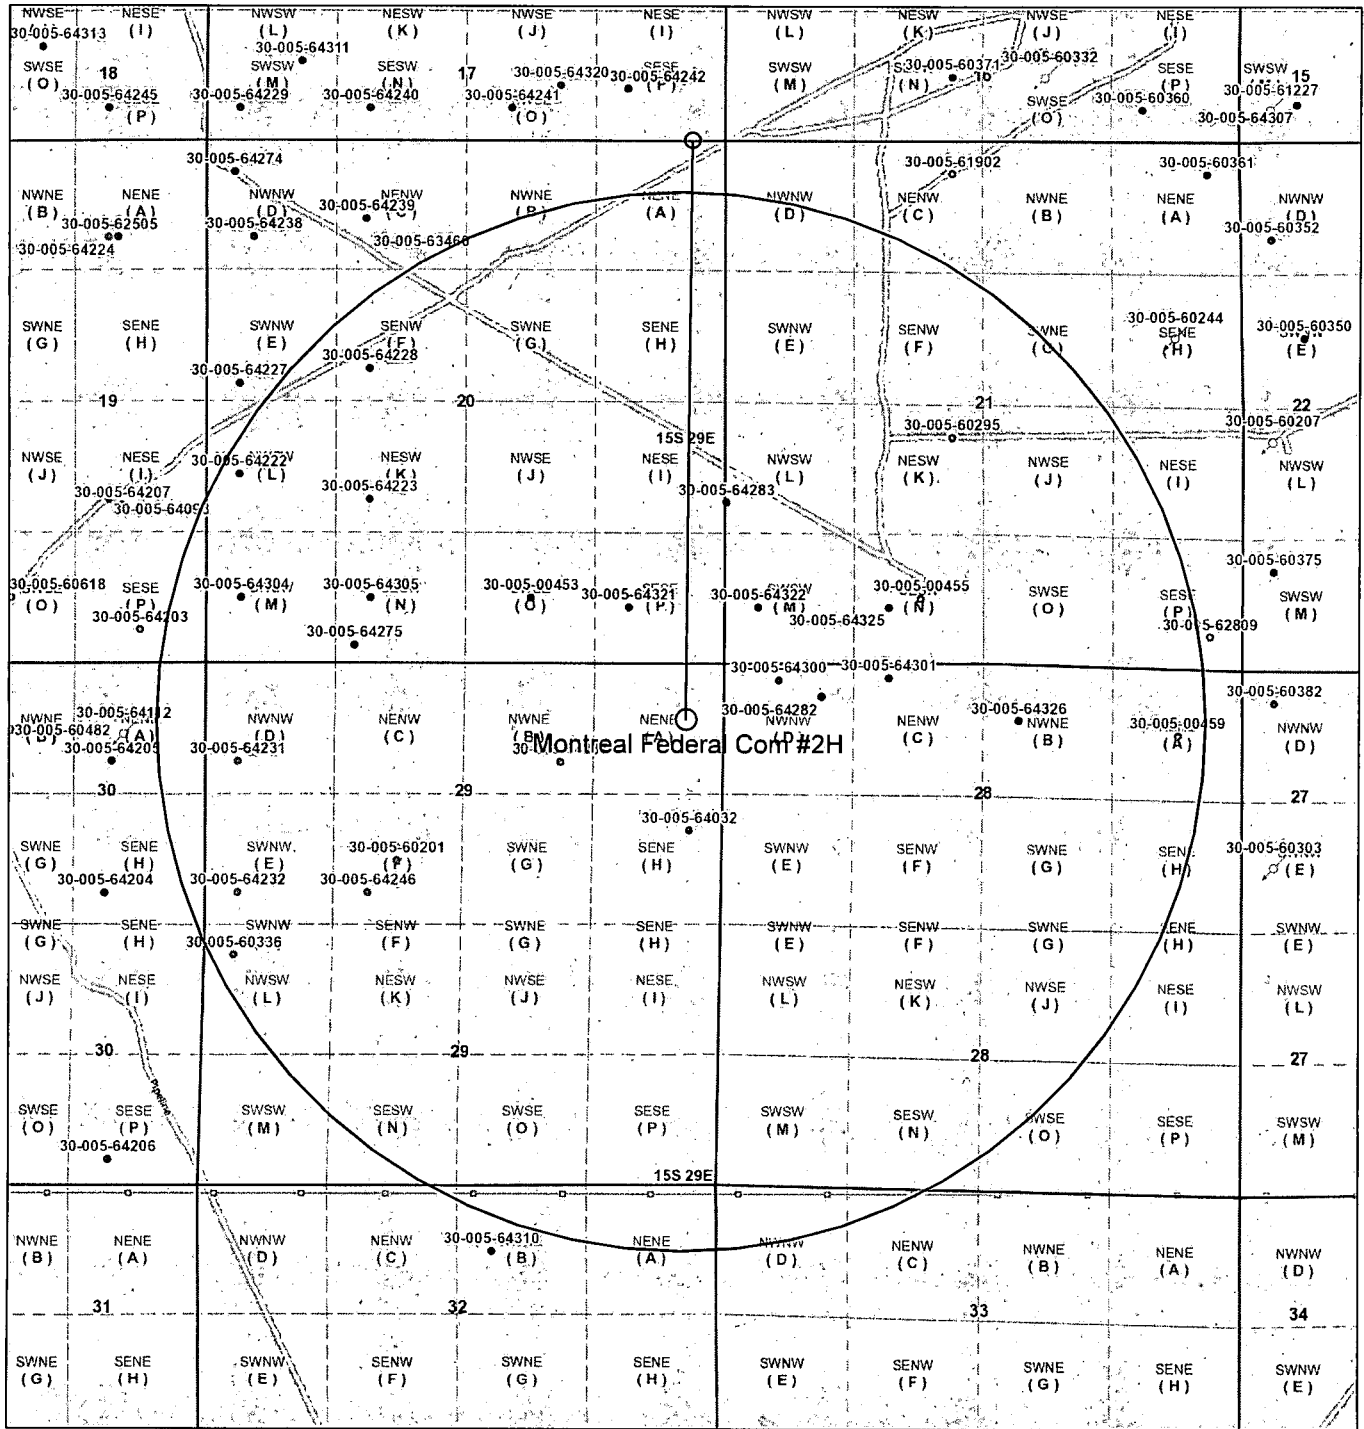 NWSE NESE NWSW NESW NWSE NESE NWSW NESW NWSE NESE
(I) (L) (K) (J) (I) (L) (K) (J) (I)
30-005-64313 30-005-64311 30-005-60332
SWSE 18 SWSW SESW 17 30-005-64320 30-005-64242 SWSW 30-005-60371 16 SESE SWSW 15
(O) (M) (N) (P) (M) (N) (P)
30-005-64245 30-005-64229 30-005-64240 30-005-64241 SWSE 30-005-60360 30-005-61227
(P) (O) (O) 30-005-64307
30-005-64274 30-005-61902 30-005-60361
NWNE NENE NWNW NENW NENE NWNW NENW NWNE NENE NWNW
(B) (A) (D) 30-005-64239 (A) (D) (C) (B) (A) (D)
30-005-62505 30-005-64238 30-005-60352
30-005-64224 30-005-63460
SWNE SENE SWNW SENW SWNE SENE SWNW SENW SWNE 30-005-60244 30-005-60350
(G) (H) (E) (F) (G) (H) (E) (F) (G) SENE (H) (E)
30-005-64227 30-005-64228
19 20 21 22
15S 29E 30-005-60295 30-005-60207
NWSE NESE NESW NWSE NESE NWSW NESW NWSE NESE NWSW
(J) (I) 30-005-64222 (L) (K) (J) (I) (L) (K) (J) (I) (L)
30-005-64207 30-005-64223 30-005-64283
30-005-64093
30-005-60375
30-005-60618 SESE 30-005-64304 30-005-64305 30-005-00453 SESE SWSW 30-005-00455 SWSE SESE SWSW
(O) (P) (M) (N) (O) 30-005-64321 (P) 30-005-64322 (M) (N) (O) (P) (M)
30-005-64203 30-005-64325 30-005-62809
30-005-64275
30-005-64300 30-005-64301
30-005-60382
NWNE 30-005-64112 NWNW NENW NWNE NENE 30-005-64282 NWNW NENW 30-005-64326 NWNE 30-005-00459 NWNW
30-005-60482 (A) (D) (C) (B) (A) (D) (C) (B) (A) (D)
30-005-64205 30-005-64231 Montreal Federal Com #2H
30 29 28 27
30-005-64032
SWNE SENE SWNW 30-005-60201 SWNE SENE SWNW SENW SWNE SENE 30-005-60303
(G) (H) (E) (F) (G) (H) (E) (F) (G) (H) (E)
30-005-64204 30-005-64232 30-005-64246
SWNE SENE SWNW SENW SWNE SENE SWNW SENW SWNE SENE SWNW
(G) (H) 30-005-60336 (F) (G) (H) (E) (F) (G) (H) (E)
NWSE NESE NWSW NESW NWSE NESE NWSW NESW NWSE NESE NWSW
(J) (I) (L) (K) (J) (I) (L) (K) (J) (I) (L)
30 29 28 27
Pipeline
SWSE SESE SWSW SESW SWSE SESE SWSW SESW SWSE SESE SWSW
(O) (P) (M) (N) (O) (P) (M) (N) (O) (P) (M)
30-005-64206
15S 29E
NWNE NENE NWNW NENW 30-005-64310 NENE NWNW NENW NWNE NENE NWNW
(B) (A) (D) (C) (B) (A) (D) (C) (B) (A) (D)
31 32 33 34
SWNE SENE SWNW SENW SWNE SENE SWNW SENW SWNE SENE SWNW
(G) (H) (E) (F) (G) (H) (E) (F) (G) (H) (E)